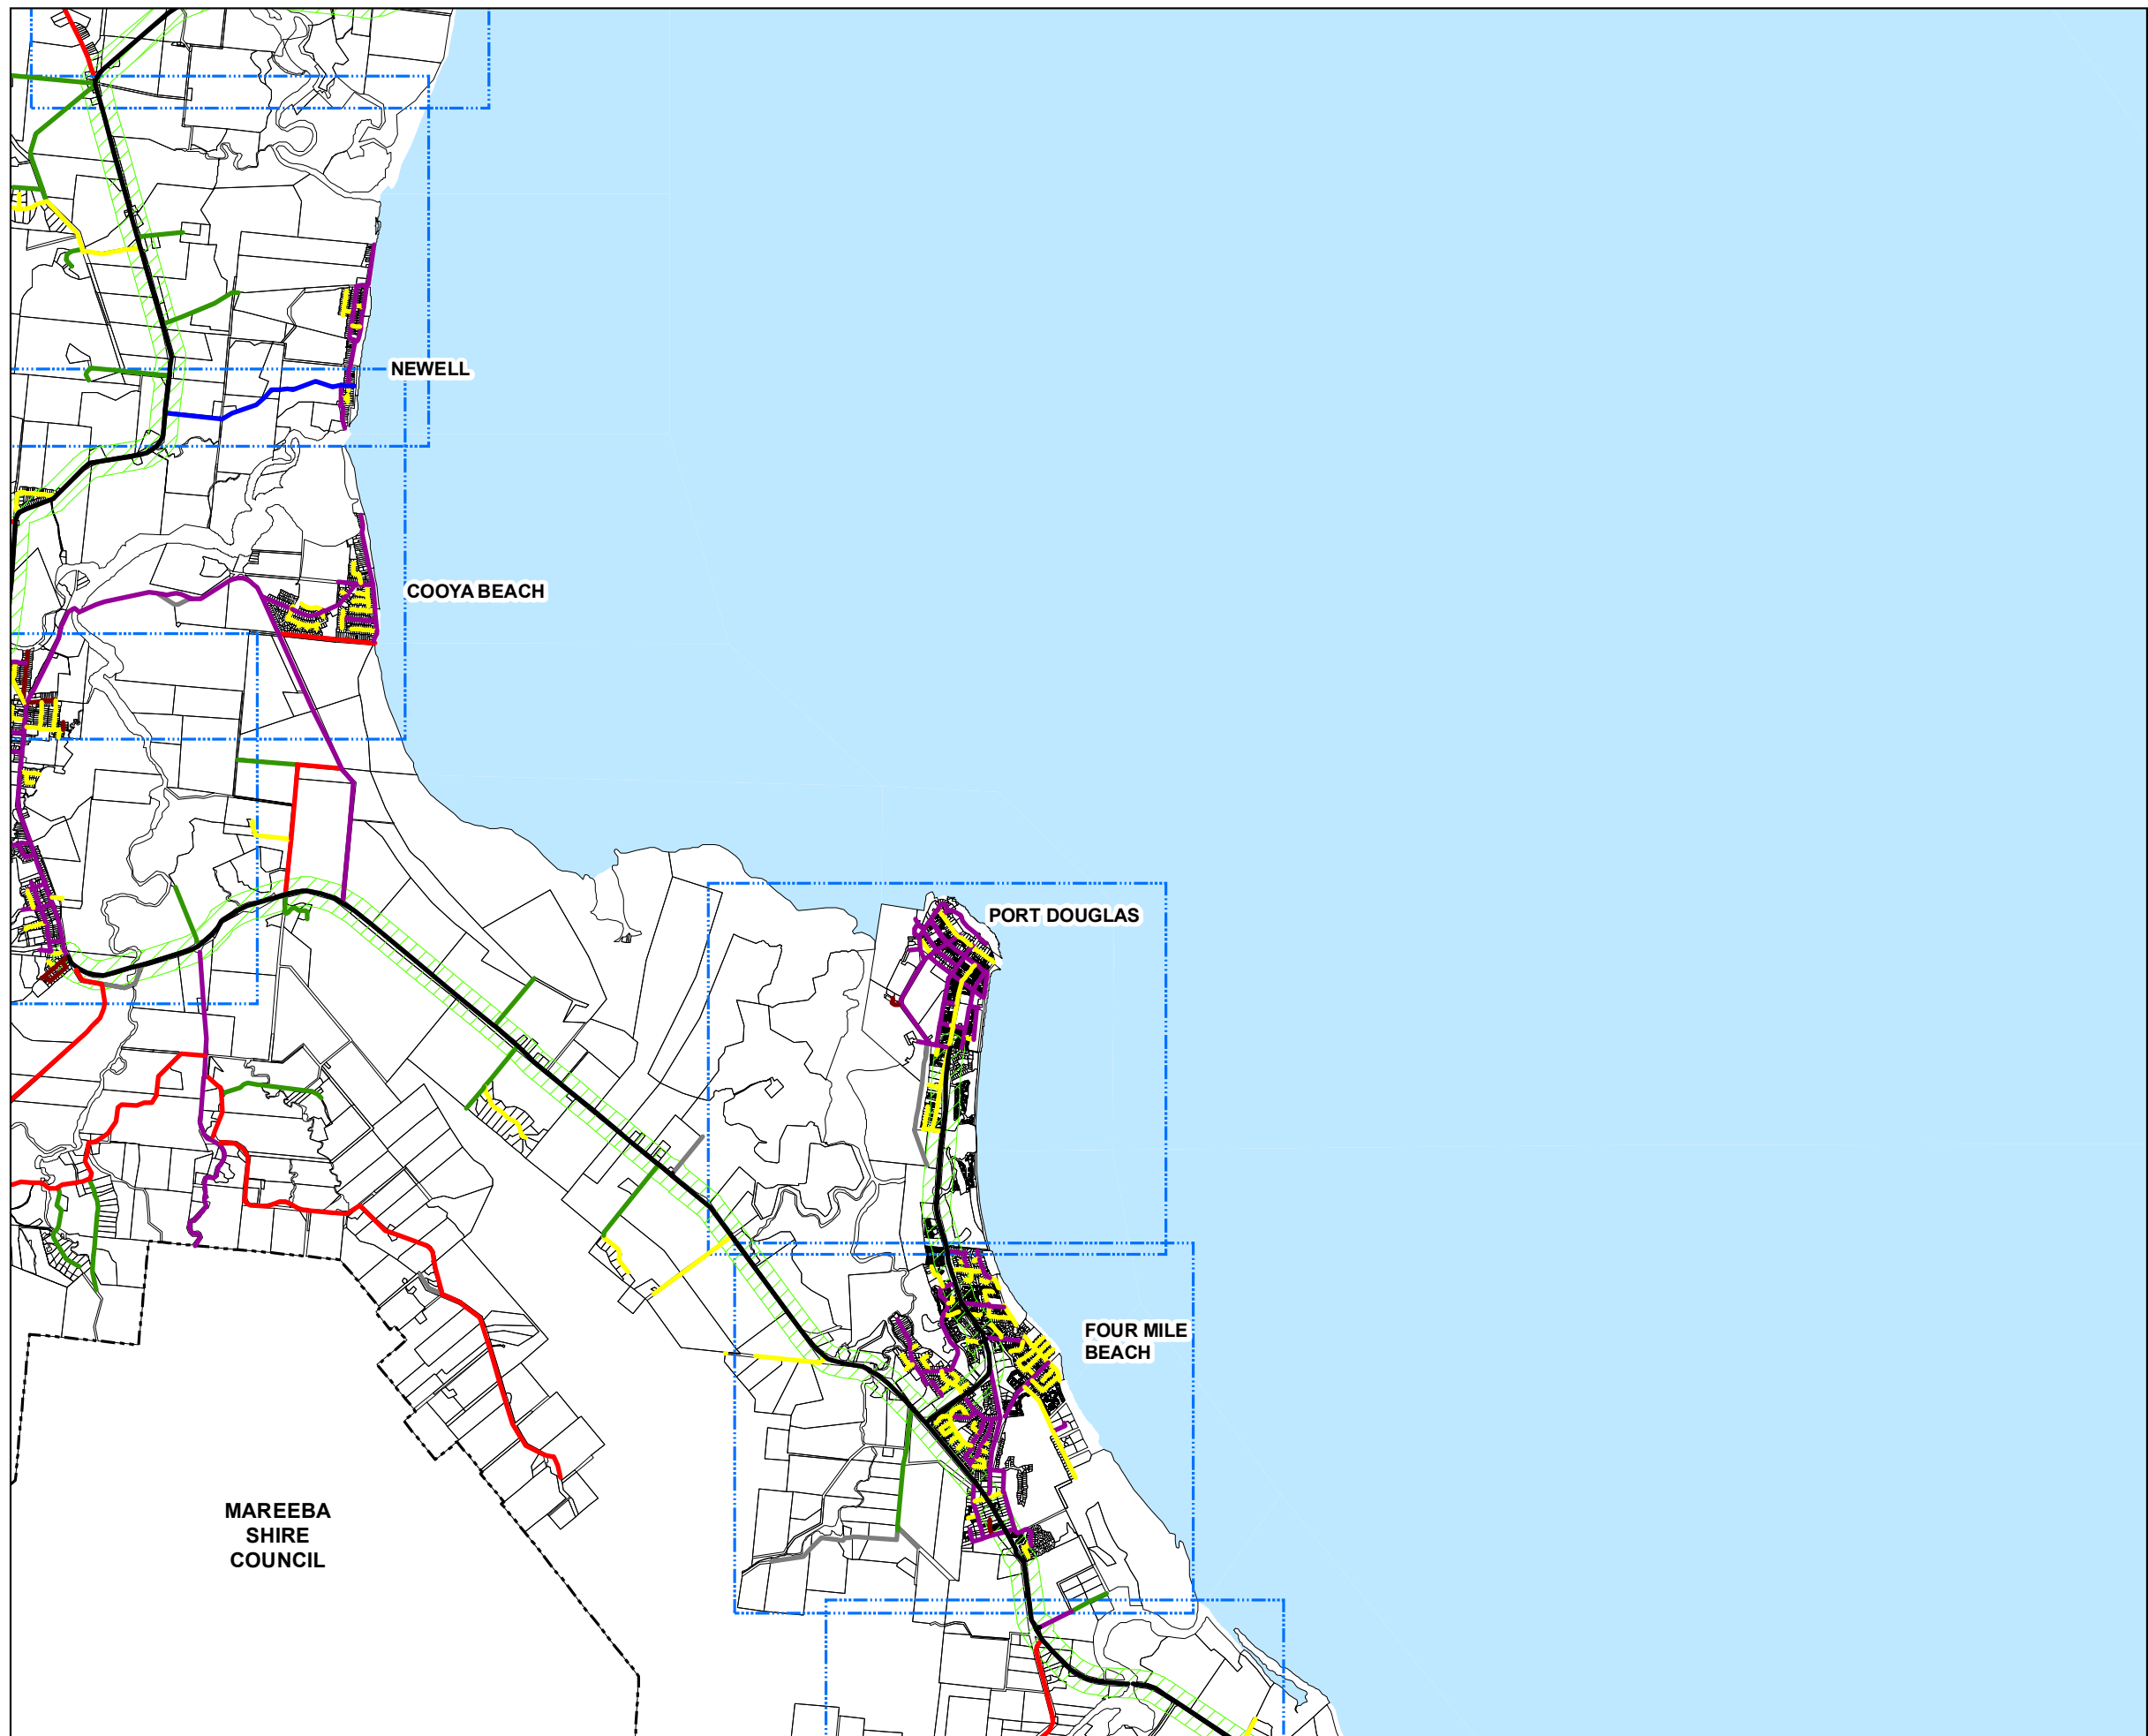 NEWELL
COOYA BEACH
PORT DOUGLAS
FOUR MILE
BEACH
MAREEBA
SHIRE
COUNCIL